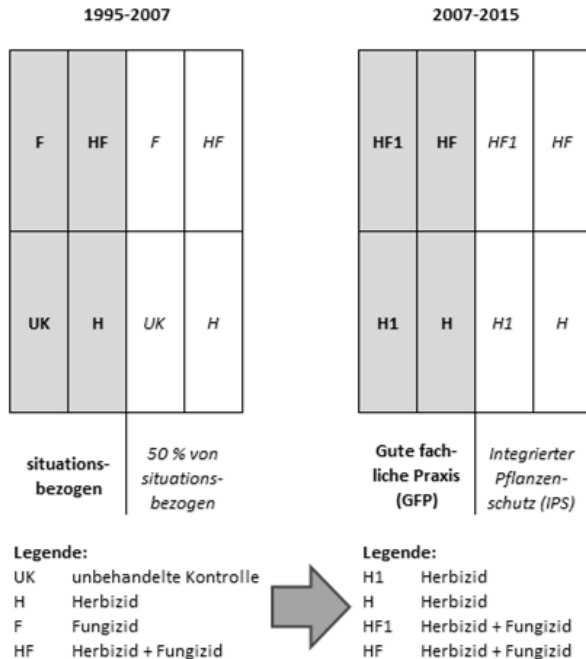 1995-2007
2007-2015
F HF F HF
HF1 HF HF1 HF
UK H UK H
H1 H H1 H
situations-
bezogen
50 % von
situations-
bezogen
Gute fach-
liche Praxis
(GFP)
Integrierter
Pflanzen-
schutz (IPS)
Legende:
UK unbehandelte Kontrolle
H Herbizid
F Fungizid
HF Herbizid + Fungizid
Legende:
H1 Herbizid
H Herbizid
HF1 Herbizid + Fungizid
HF Herbizid + Fungizid